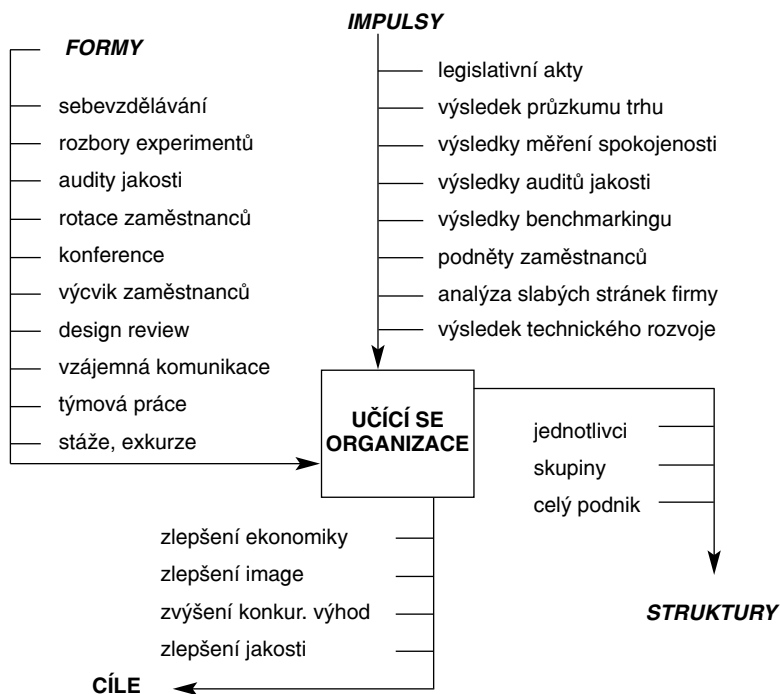 FORMY
sebevzdělávání
rozbory experimentů
audity jakosti
rotace zaměstnanců
konference
výcvik zaměstnanců
design review
vzájemná komunikace
týmová práce
stáže, exkurze
IMPULSY
legislativní akty
výsledek průzkumu trhu
výsledky měření spokojenosti
výsledky auditů jakosti
výsledky benchmarkingu
podněty zaměstnanců
analýza slabých stránek firmy
výsledek technického rozvoje
UČÍCÍ SE
ORGANIZACE
jednotlivci
skupiny
celý podnik
STRUKTURY
zlepšení ekonomiky
zlepšení image
zvýšení konkur. výhod
zlepšení jakosti
CÍLE